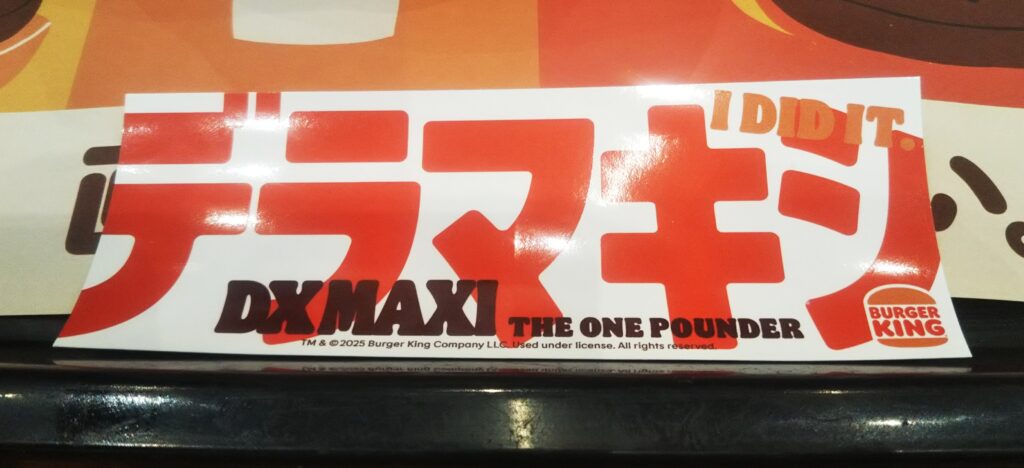 I DID IT.
デラマキシ
DX MAXI THE ONE POUNDER
BURGER
KING
TM & © 2025 Burger King Company LLC. Used under license. All rights reserved.